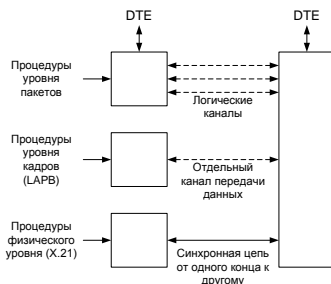 DTE
DTE
Процедуры
уровня
пакетов
Логические
каналы
Процедуры
уровня
кадров
(LAPB)
Отдельный
канал передачи
данных
Процедуры
физического
уровня (X.21)
Синхронная цепь
от одного конца к
другому